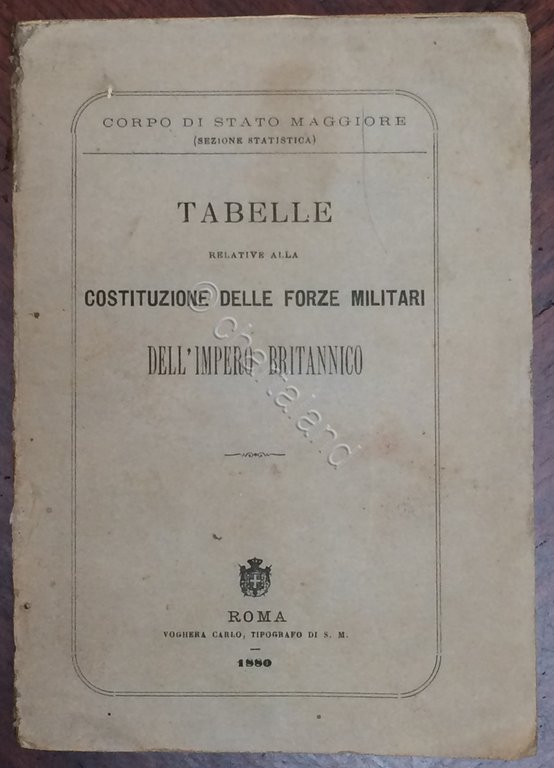 CORPO DI STATO MAGGIORE
(SEZIONE STATISTICA)
TABELLE
RELATIVE ALLA
COSTITUZIONE DELLE FORZE MILITARI
DELL'IMPERO BRITANNICO
ROMA
VOGHERA CARLO, TIPOGRAFO DI S. M.
1880